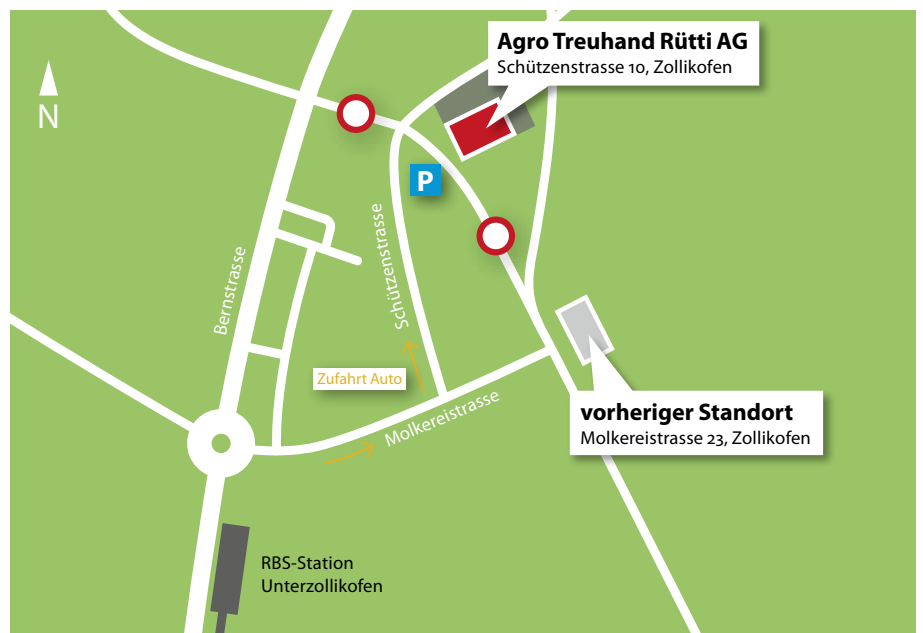 Agro Treuhand Rütti AG
Schützenstrasse 10, Zollikofen
N
P
Bernstrasse
Schützenstrasse
Zufahrt Auto
Molkereistrasse
vorheriger Standort
Molkereistrasse 23, Zollikofen
RBS-Station
Unterzollikofen